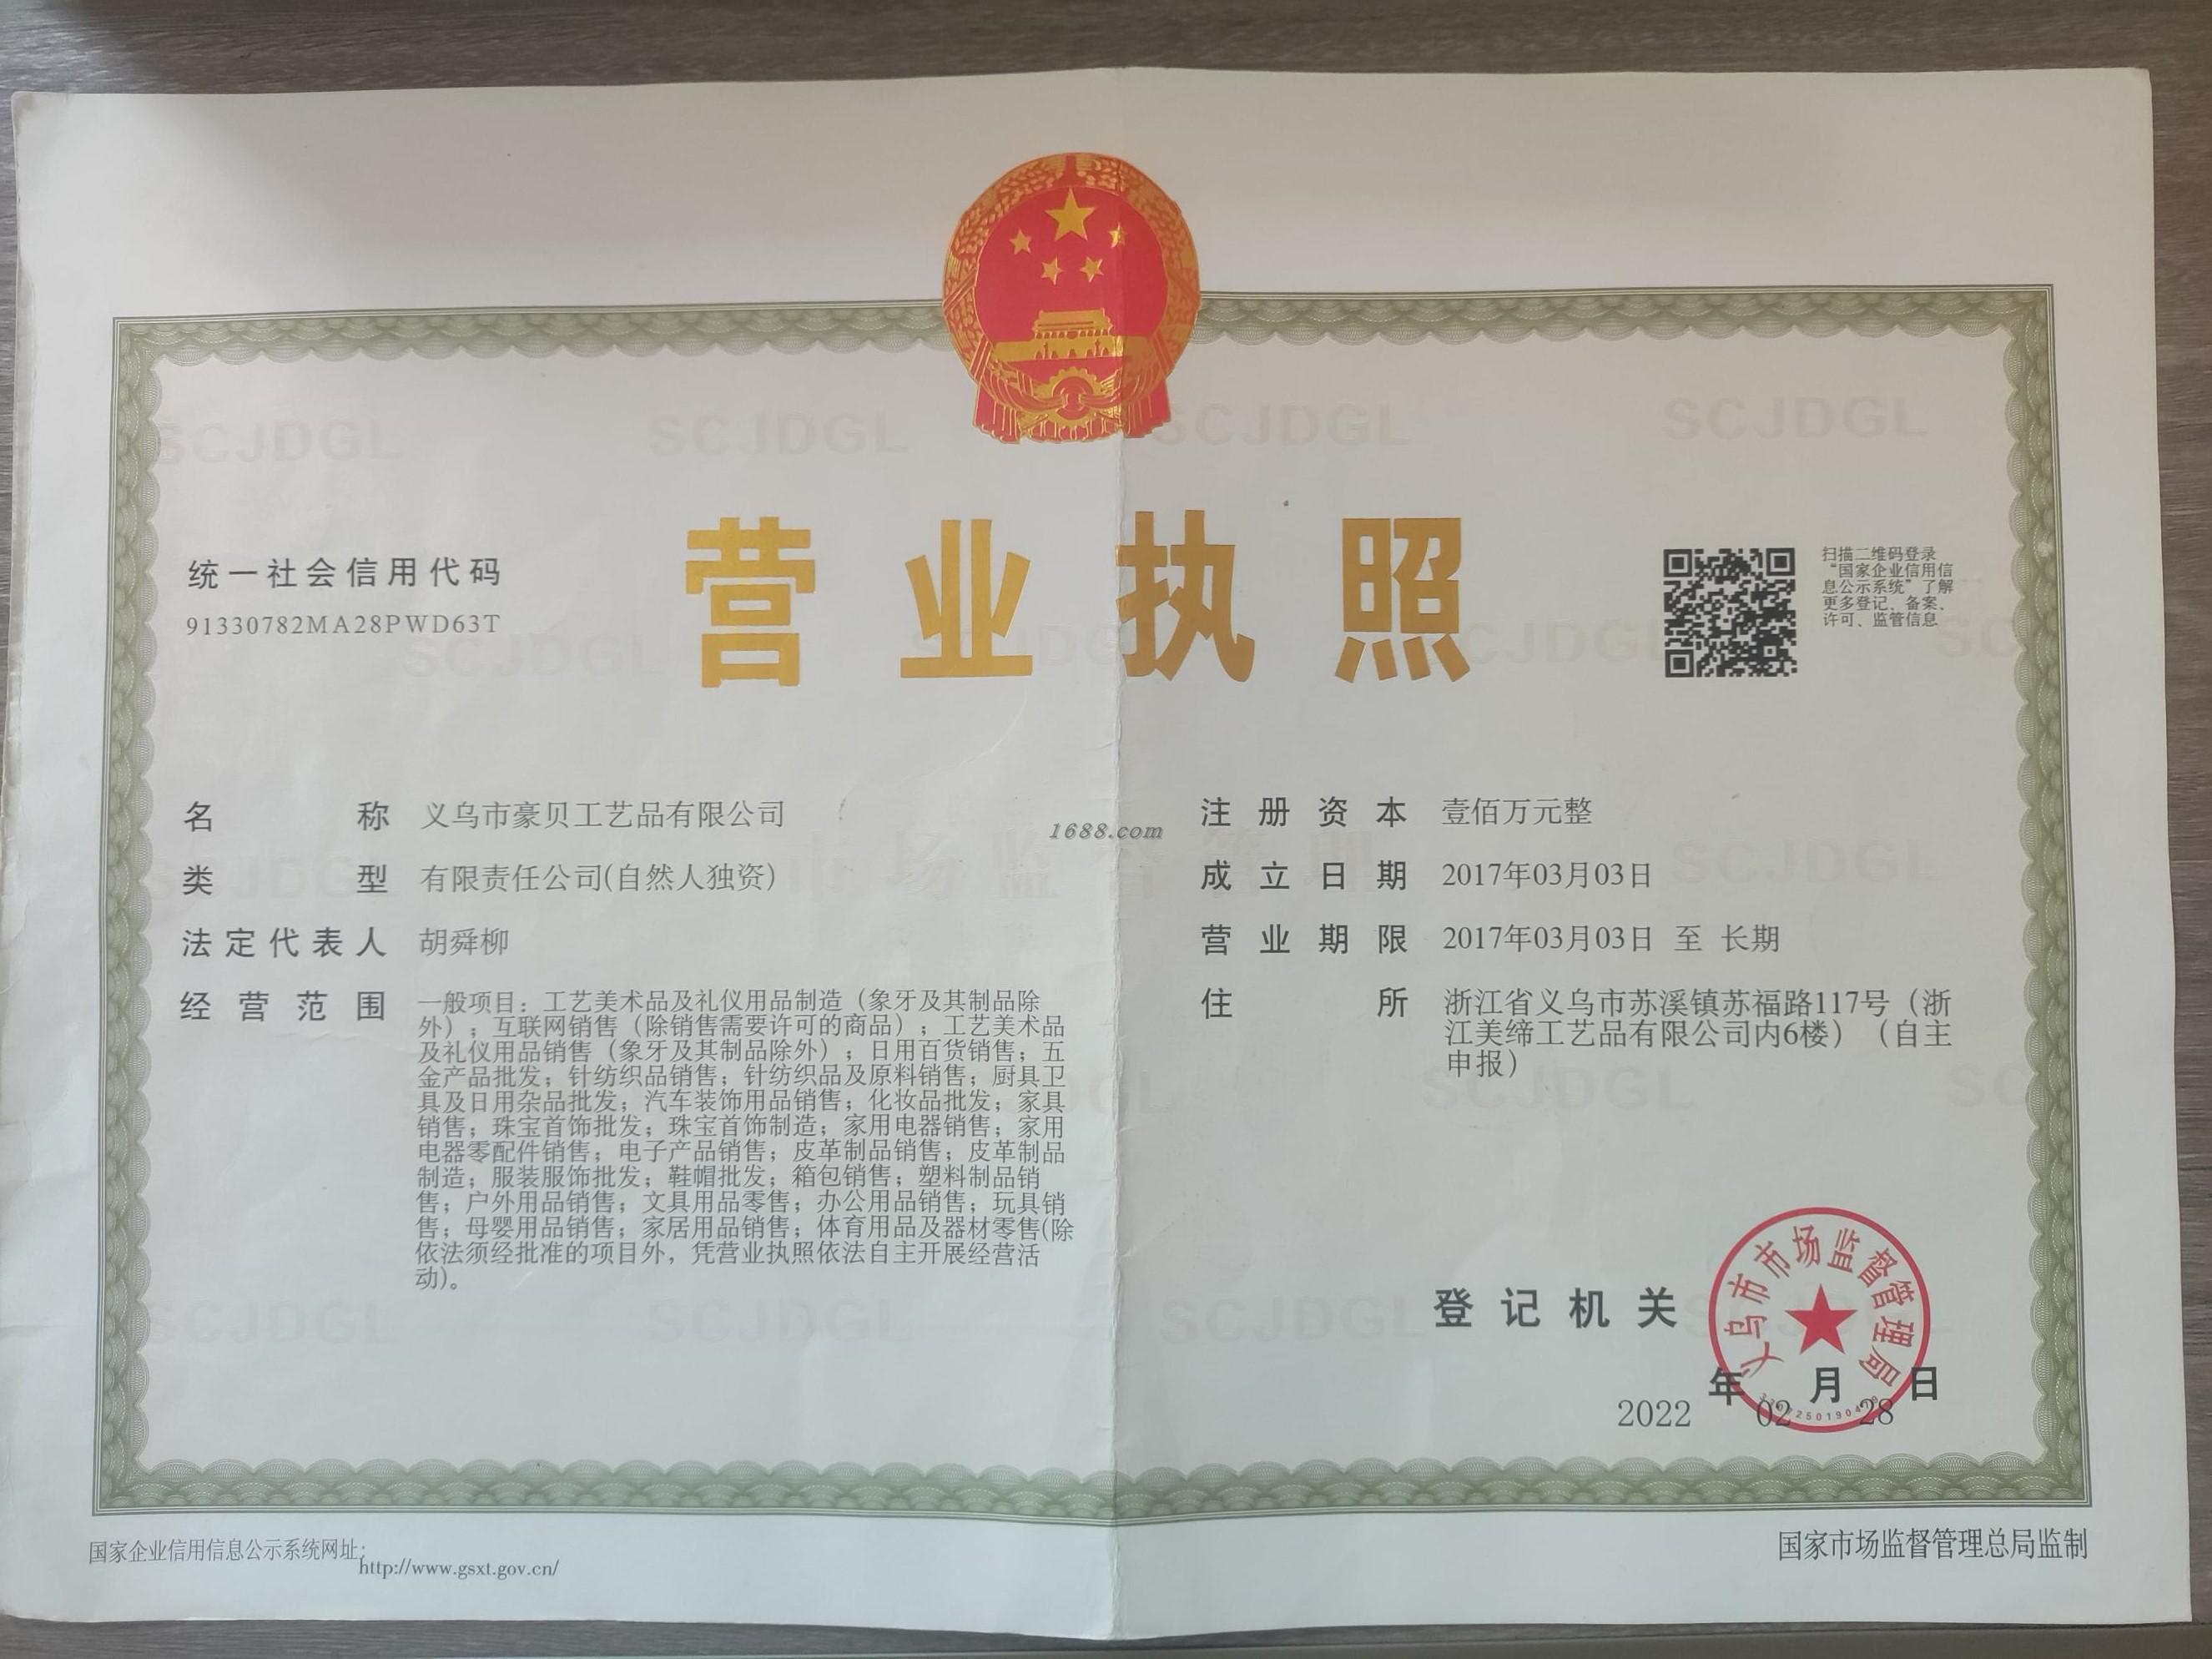 统一社会信用代码
91330782MA28PWD63T
营业执照
扫描二维码登录
“国家企业信用信
息公示系统”了解
更多登记、备案、
许可、监管信息
名称 义乌市豪贝工艺品有限公司
类型 有限责任公司(自然人独资)
法定代表人 胡舜柳
经营范围 一般项目：工艺美术品及礼仪用品制造（象牙及其制品除
外）；互联网销售（除销售需要许可的商品）；工艺美术品
及礼仪用品销售（象牙及其制品除外）；日用百货销售；五
金产品批发；针纺织品销售；针纺织品及原料销售；厨具卫
具及日用杂品批发；汽车装饰用品销售；化妆品批发；家具
销售；珠宝首饰批发；珠宝首饰制造；家用电器销售；家用
电器零配件销售；电子产品销售；皮革制品销售；皮革制品
制造；服装服饰批发；鞋帽批发；箱包销售；塑料制品销
售；户外用品销售；文具用品零售；办公用品销售；玩具销
售；母婴用品销售；家居用品销售；体育用品及器材零售(除
依法须经批准的项目外，凭营业执照依法自主开展经营活
动)。
1688.com
注册资本 壹佰万元整
成立日期 2017年03月03日
营业期限 2017年03月03日 至 长期
住所 浙江省义乌市苏溪镇苏福路117号（浙
江美缔工艺品有限公司内6楼）（自主
申报）
登记机关
义乌市市场监督管理局
2022年02月28日
国家企业信用信息公示系统网址：
http://www.gsxt.gov.cn/
国家市场监督管理总局监制
SCJDGL
SCJDGL
SCJDGL
SCJDGL
市场监督管理